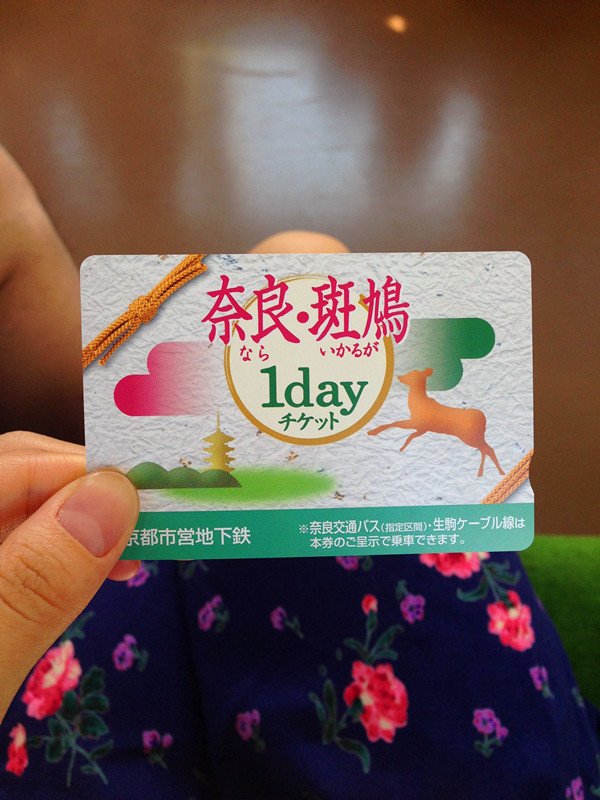 奈良・斑鳩
なら いかるが
1day
チケット
京都市営地下鉄
※奈良交通バス(指定区間)・生駒ケーブル線は
本券のご呈示で乗車できます。